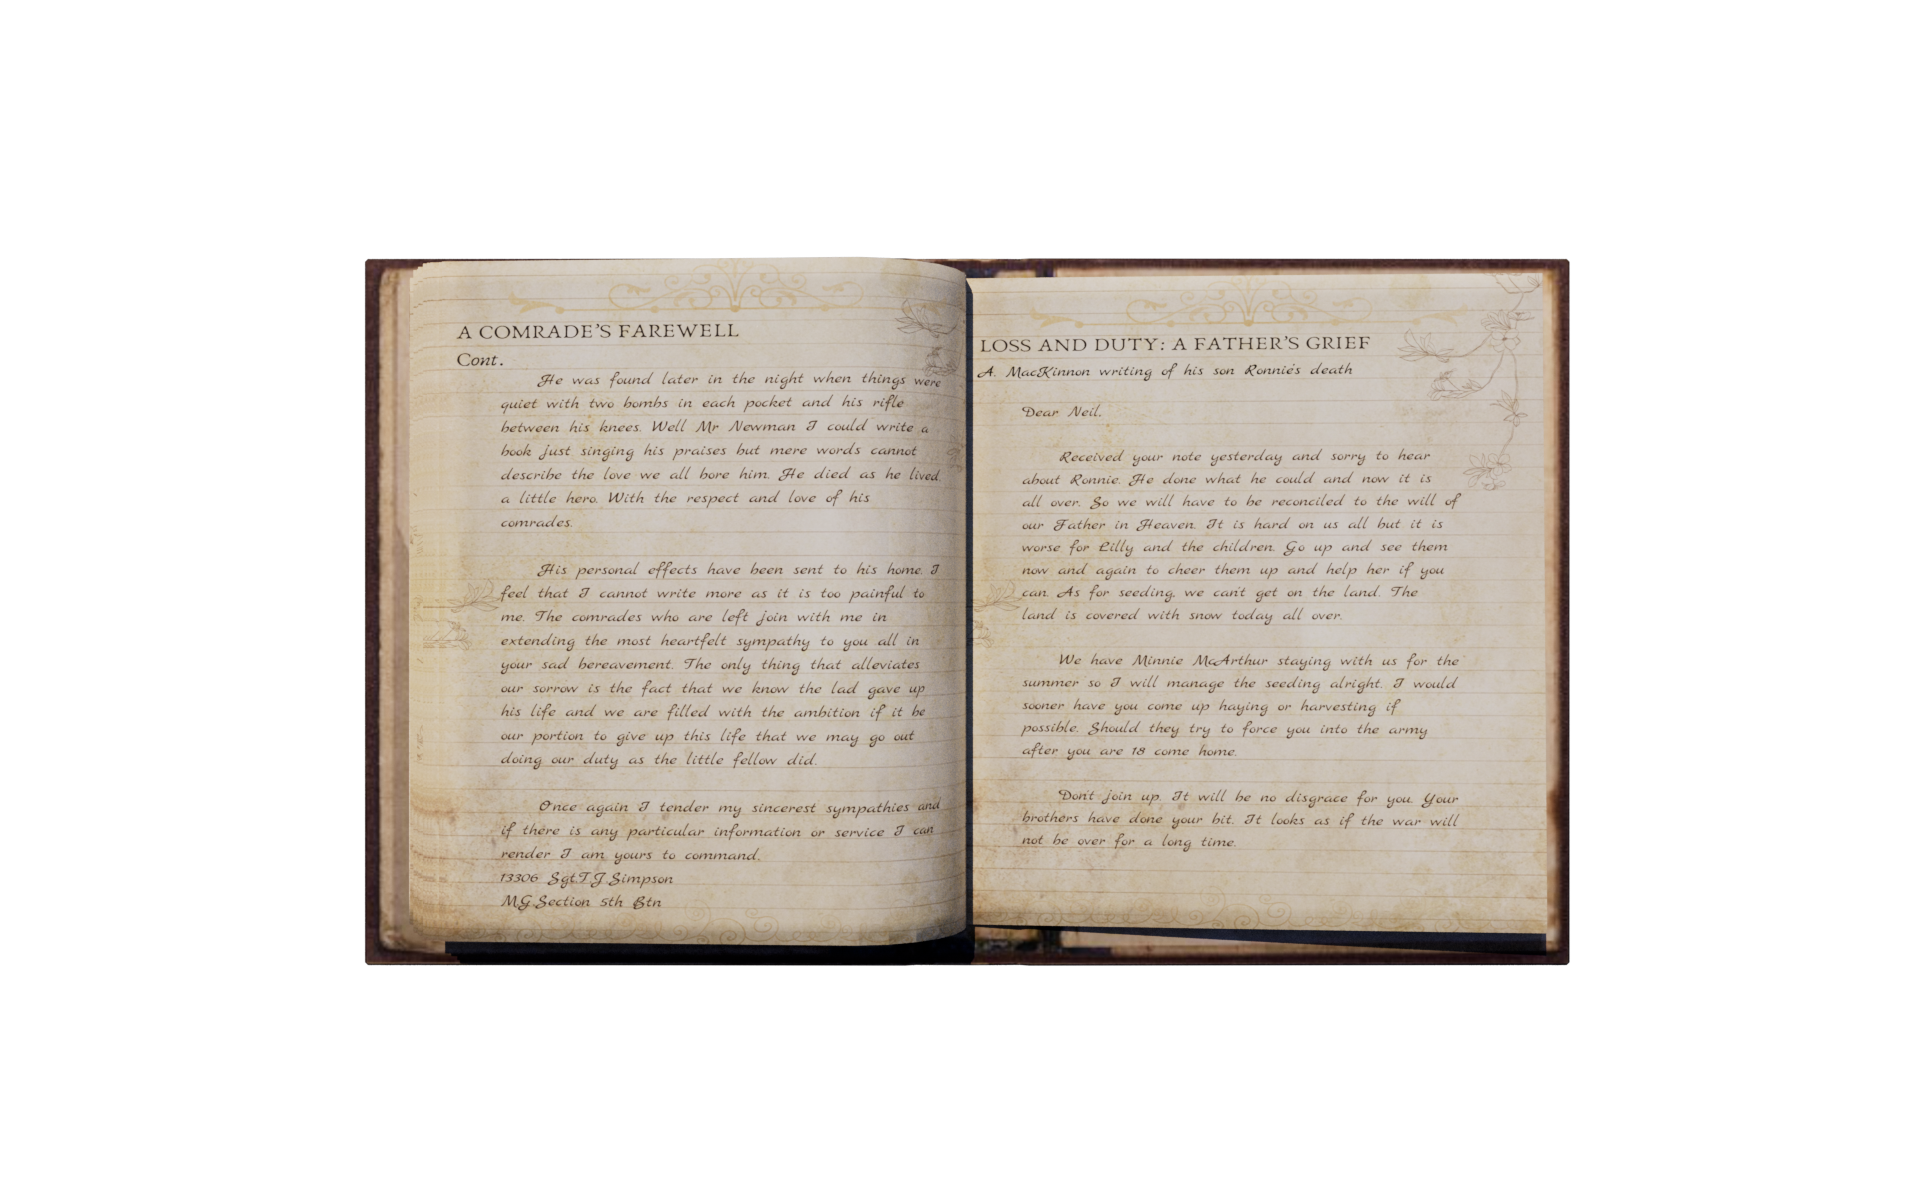 A COMRADE'S FAREWELL
Cont.
He was found later in the night when things were
quiet with two bombs in each pocket and his rifle
between his knees. Well Mr Newman I could write a
book just singing his praises but mere words cannot
describe the love we all bore him. He died as he lived
a little hero. With the respect and love of his
comrades.
His personal effects have been sent to his home. I
feel that I cannot write more as it is too painful to
me. The comrades who are left join with me in
extending the most heartfelt sympathy to you all in
your sad bereavement. The only thing that alleviates
our sorrow is the fact that we know the lad gave up
his life and we are filled with the ambition if it be
our portion to give up this life that we may go out
doing our duty as the little fellow did.
Once again I tender my sincerest sympathies and
if there is any particular information or service I can
render I am yours to command.
13306 Sgt.T.J.Simpson
M.G.Section 5th Btn
LOSS AND DUTY: A FATHER'S GRIEF
A. MacKinnon writing of his son Ronnie's death
Dear Neil,
Received your note yesterday and sorry to hear
about Ronnie. He done what he could and now it is
all over. So we will have to be reconciled to the will of
our Father in Heaven. It is hard on us all but it is
worse for Lilly and the children. Go up and see them
now and again to cheer them up and help her if you
can. As for seeding, we can't get on the land. The
land is covered with snow today all over.
We have Minnie McArthur staying with us for the
summer so I will manage the seeding alright. I would
sooner have you come up haying or harvesting if
possible. Should they try to force you into the army
after you are 18 come home.
Don't join up. It will be no disgrace for you. Your
brothers have done your bit. It looks as if the war will
not be over for a long time.